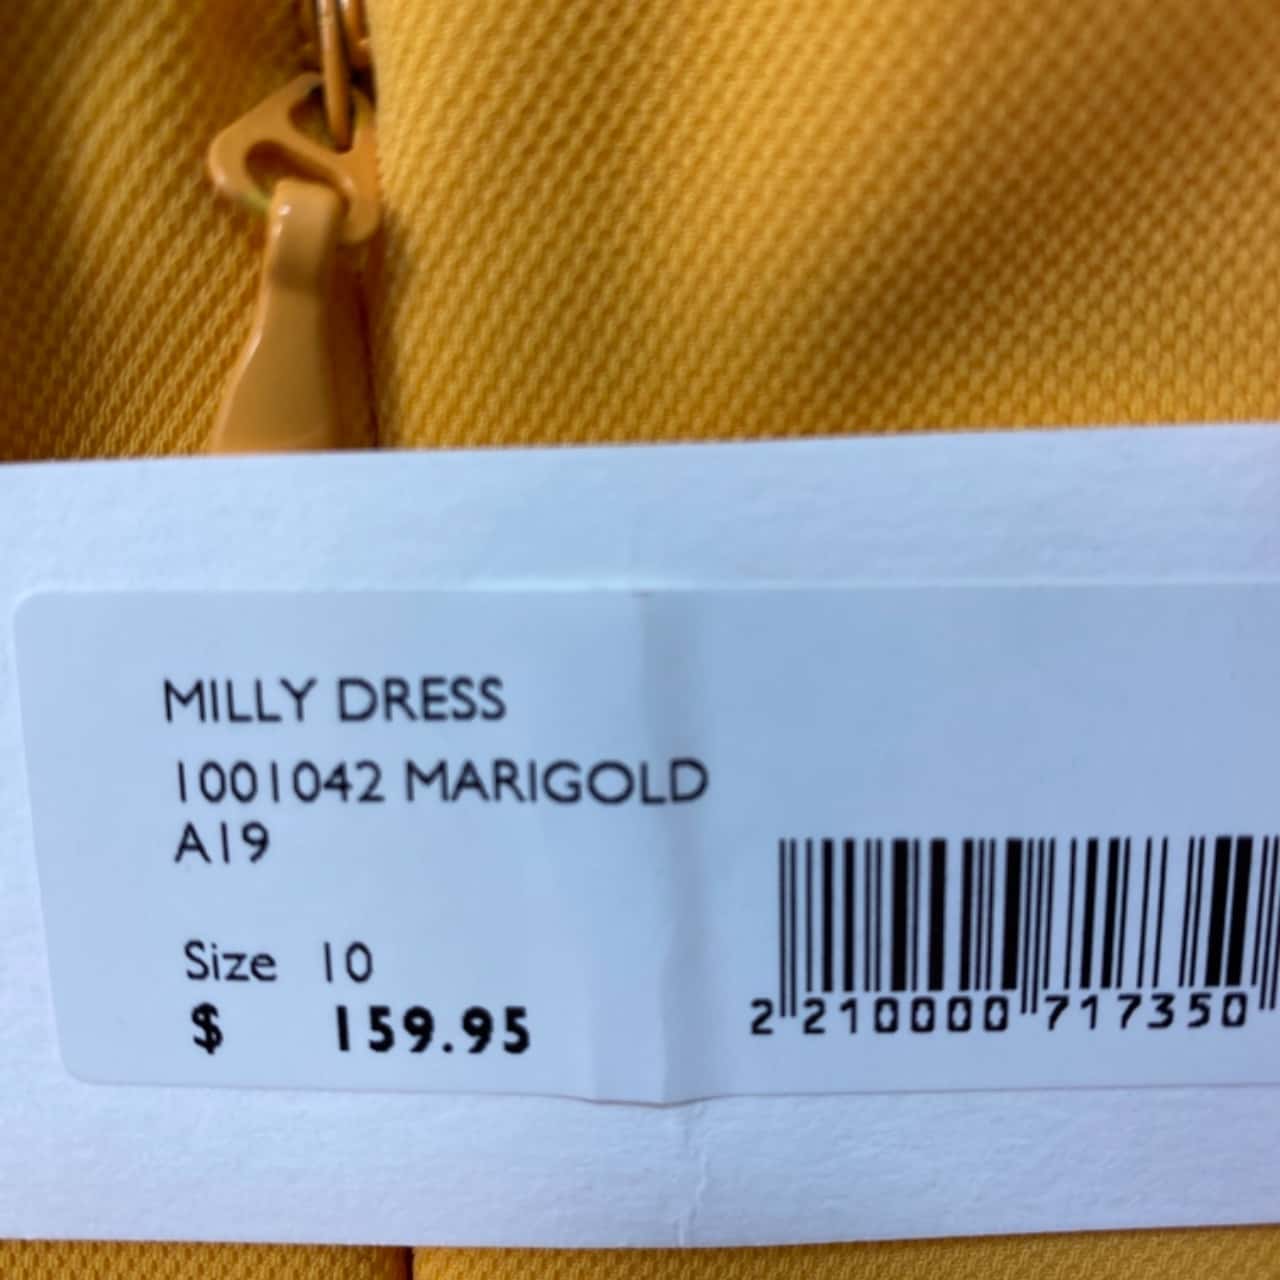 MILLY DRESS
1001042 MARIGOLD
A19
Size 10
$ 159.95
2 210000 717350